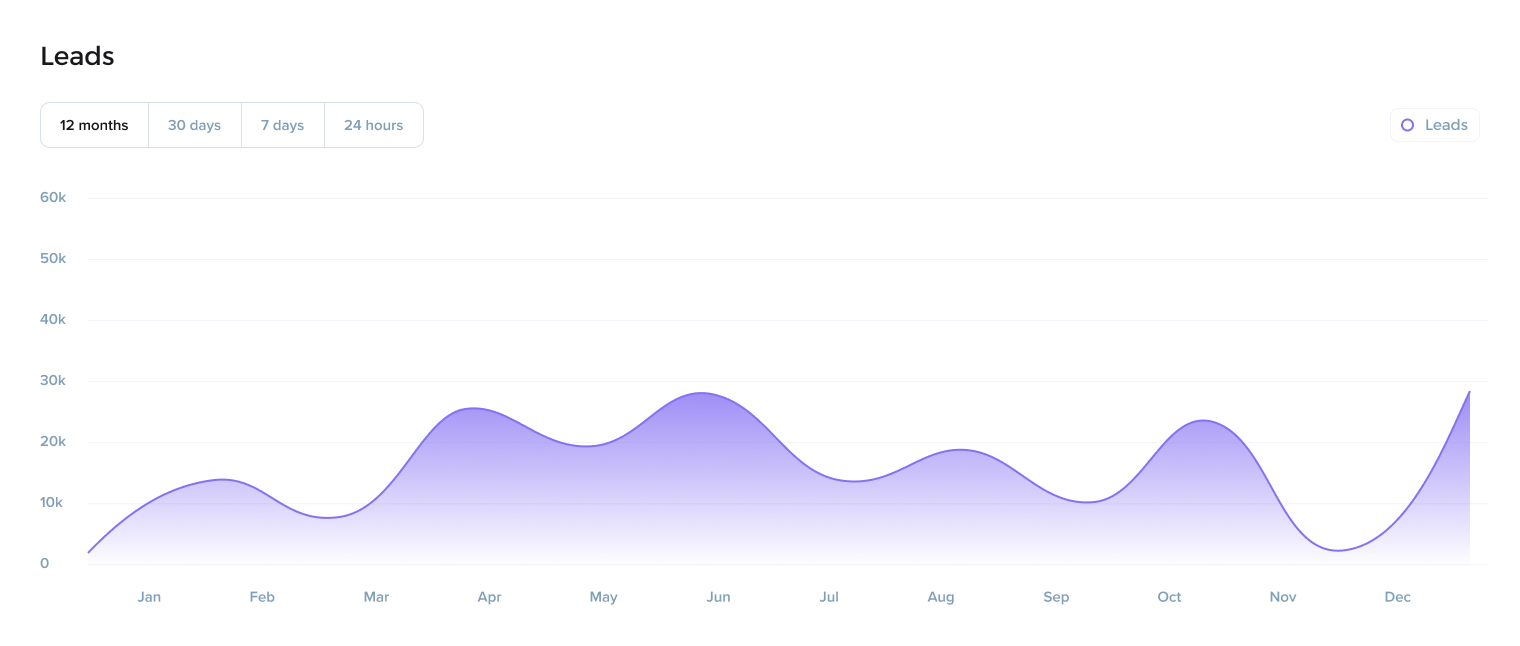 Leads
12 months 30 days 7 days 24 hours
Leads
60k
50k
40k
30k
20k
10k
0
Jan Feb Mar Apr May Jun Jul Aug Sep Oct Nov Dec